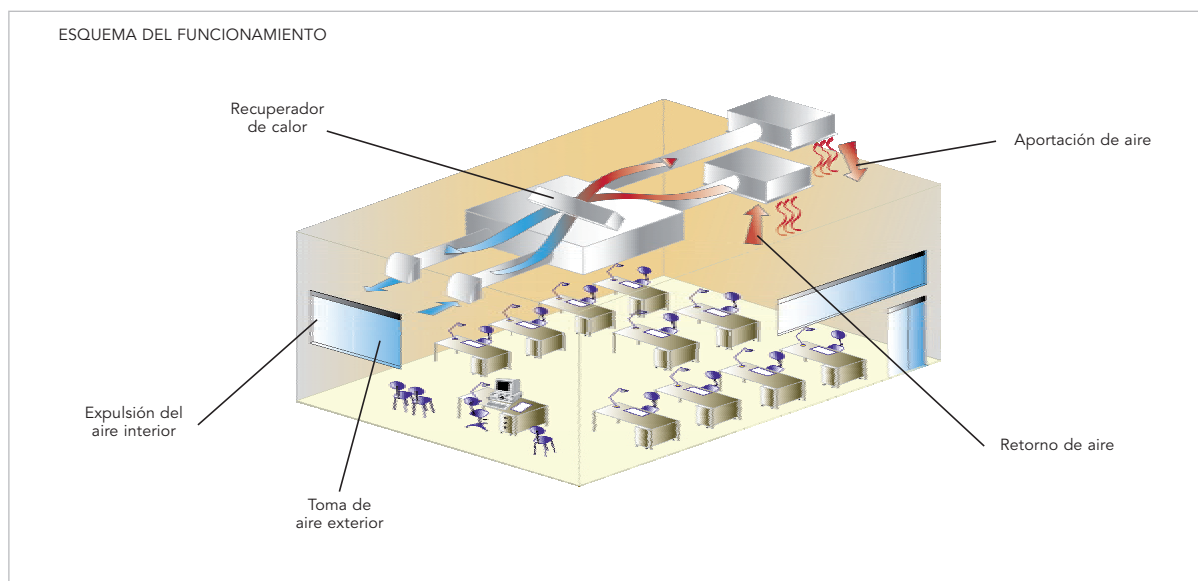 ESQUEMA DEL FUNCIONAMIENTO
Recuperador
de calor
Aportación de aire
Expulsión del
aire interior
Retorno de aire
Toma de
aire exterior